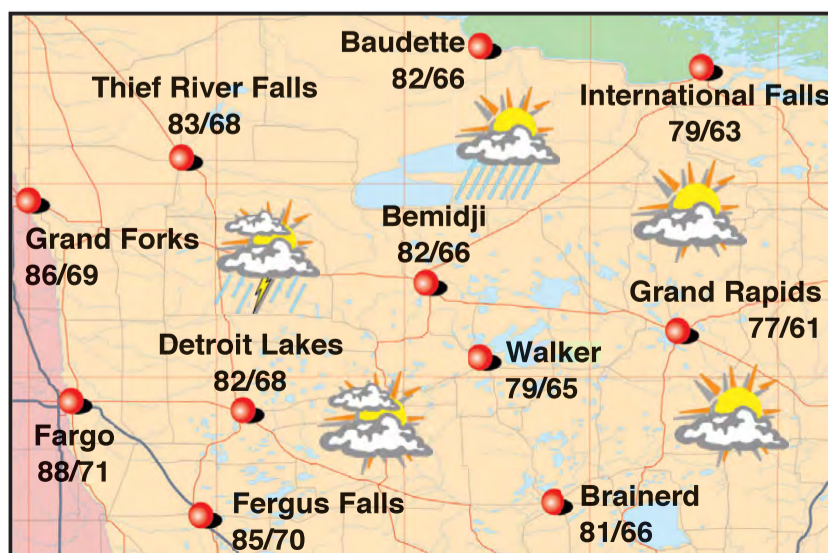 Baudette
82/66
Thief River Falls
83/68
International Falls
79/63
Grand Forks
86/69
Bemidji
82/66
Grand Rapids
77/61
Detroit Lakes
82/68
Walker
79/65
Fargo
88/71
Fergus Falls
85/70
Brainerd
81/66